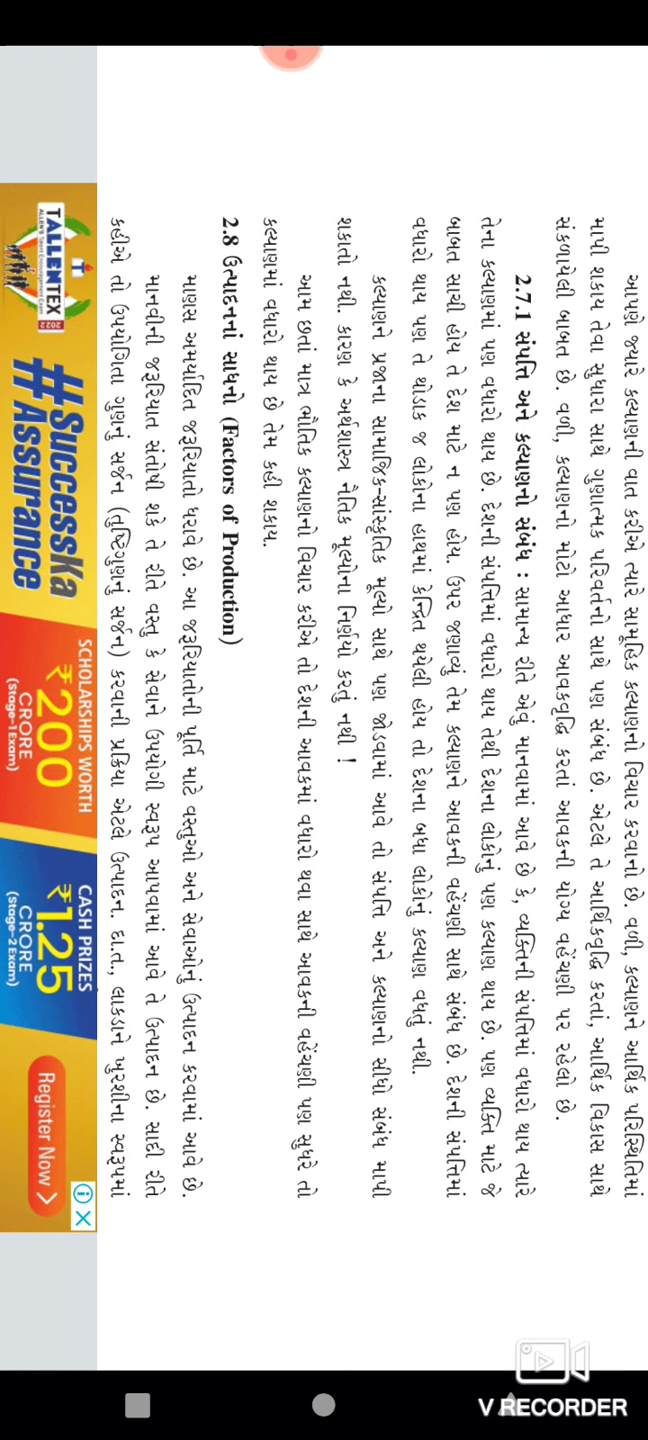 આપણે જ્યારે કલ્યાણની વાત કરીએ ત્યારે સામૂહિક કલ્યાણનો વિચાર કરવાનો છે. વળી, કલ્યાણને આર્થિક પરિસ્થિતિમાં
માપી શકાય તેવા સુધારા સાથે ગુણાત્મક પરિવર્તનો સાથે પણ સંબંધ છે. એટલે તે આર્થિકવૃદ્ધિ કરતાં, આર્થિક વિકાસ સાથે
સંકળાયેલી બાબત છે. વળી, કલ્યાણનો મોટો આધાર આવકવૃદ્ધિ કરતાં આવકની યોગ્ય વહેંચણી પર રહેલો છે.
2.7.1 સંપત્તિ અને કલ્યાણનો સંબંધ : સામાન્ય રીતે એવું માનવામાં આવે છે કે, વ્યક્તિની સંપત્તિમાં વધારો થાય ત્યારે
તેના કલ્યાણમાં પણ વધારો થાય છે. દેશની સંપત્તિમાં વધારો થાય તેથી દેશના લોકોનું પણ કલ્યાણ થાય છે. પણ વ્યક્તિ માટે જે
બાબત સાચી હોય તે દેશ માટે ન પણ હોય. ઉપર જણાવ્યું તેમ કલ્યાણને આવકની વહેંચણી સાથે સંબંધ છે. દેશની સંપત્તિમાં
વધારો થાય પણ તે થોડાક જ લોકોના હાથમાં કેન્દ્રિત થયેલી હોય તો દેશના બધા લોકોનું કલ્યાણ વધતું નથી.
કલ્યાણને પ્રજાના સામાજિક-સાંસ્કૃતિક મૂલ્યો સાથે પણ જોડવામાં આવે તો સંપત્તિ અને કલ્યાણનો સીધો સંબંધ માપી
શકાતો નથી. કારણ કે અર્થશાસ્ત્ર નૈતિક મૂલ્યોના નિર્ણયો કરતું નથી !
આમ છતાં માત્ર ભૌતિક કલ્યાણનો વિચાર કરીએ તો દેશની આવકમાં વધારો થવા સાથે આવકની વહેંચણી પણ સુધરે તો
કલ્યાણમાં વધારો થાય છે તેમ કહી શકાય.
2.8 ઉત્પાદનનાં સાધનો (Factors of Production)
માણસ અમર્યાદિત જરૂરિયાતો ધરાવે છે. આ જરૂરિયાતોની પૂર્તિ માટે વસ્તુઓ અને સેવાઓનું ઉત્પાદન કરવામાં આવે છે.
માનવીની જરૂરિયાત સંતોષી શકે તે રીતે વસ્તુ કે સેવાને ઉપયોગી સ્વરૂપ આપવામાં આવે તે ઉત્પાદન છે. સાદી રીતે
કહીએ તો ઉપયોગિતા ગુણનું સર્જન (તુષ્ટિગુણનું સર્જન) કરવાની પ્રક્રિયા એટલે ઉત્પાદન. દા.ત., લાકડાને ખુરશીના સ્વરૂપમાં
TALLENTEX
2022
#SuccessKa
#Assurance
SCHOLARSHIPS WORTH
₹200
CRORE
(Stage-1 Exam)
CASH PRIZES
₹1.25
CRORE
(Stage-2 Exam)
Register Now >
V RECORDER